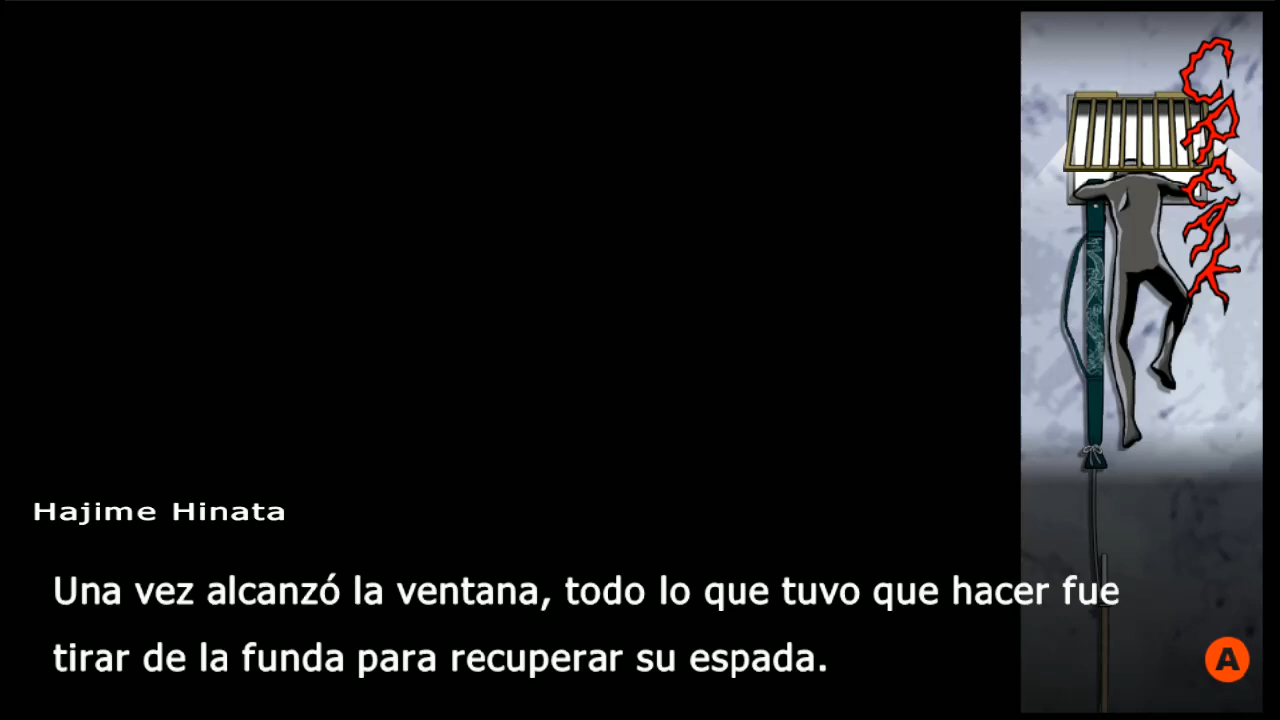 CREAK
Hajime Hinata
Una vez alcanzó la ventana, todo lo que tuvo que hacer fue
tirar de la funda para recuperar su espada.
A